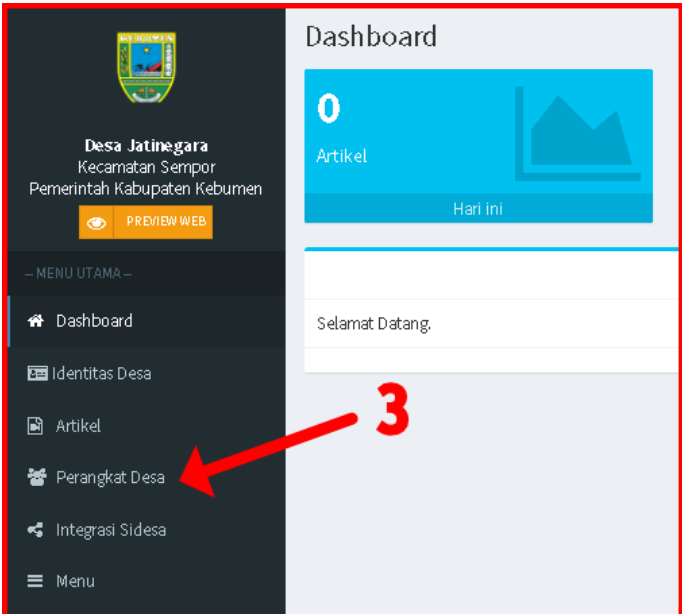 Dashboard
0
Artikel
Hari ini
Desa Jatinegara
Kecamatan Sempor
Pemerintah Kabupaten Kebumen
PREVIEW WEB
-- MENU UTAMA --
Dashboard
Identitas Desa
Artikel
Perangkat Desa
Integrasi Sidesa
Menu
Selamat Datang.
3